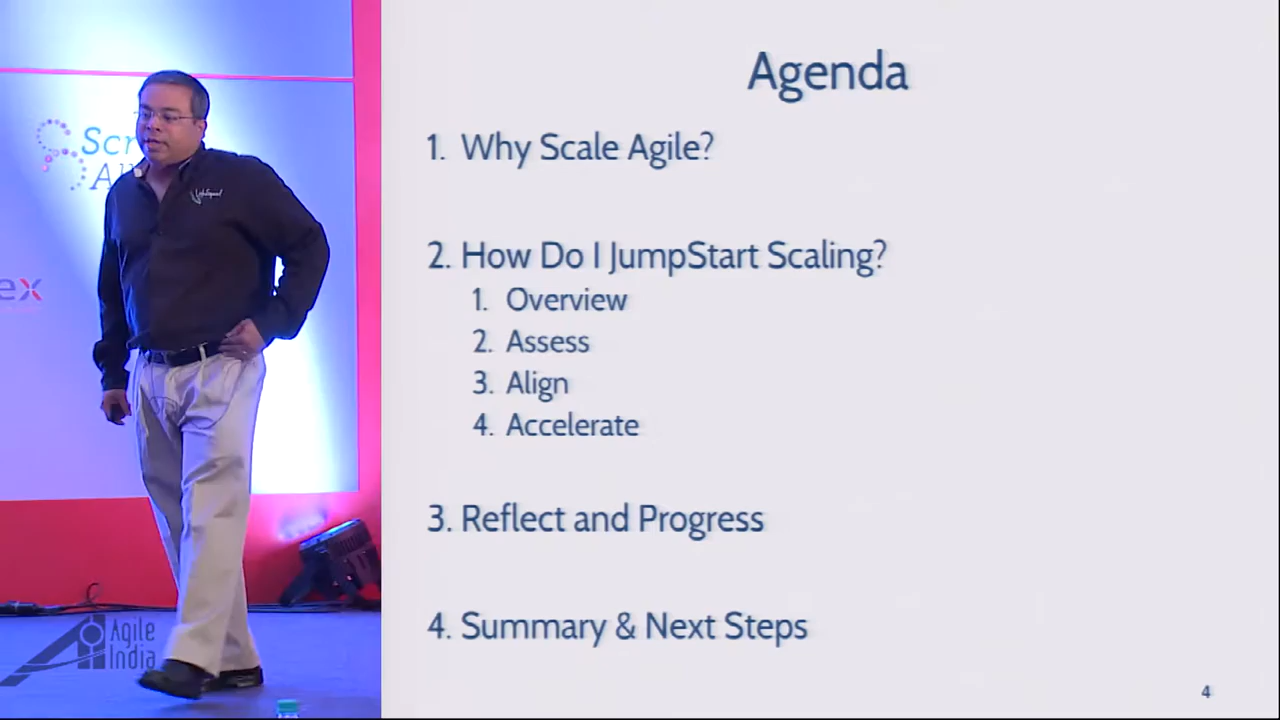 Agenda
1. Why Scale Agile?
2. How Do I JumpStart Scaling?
1. Overview
2. Assess
3. Align
4. Accelerate
3. Reflect and Progress
4. Summary & Next Steps
4
Agile
India